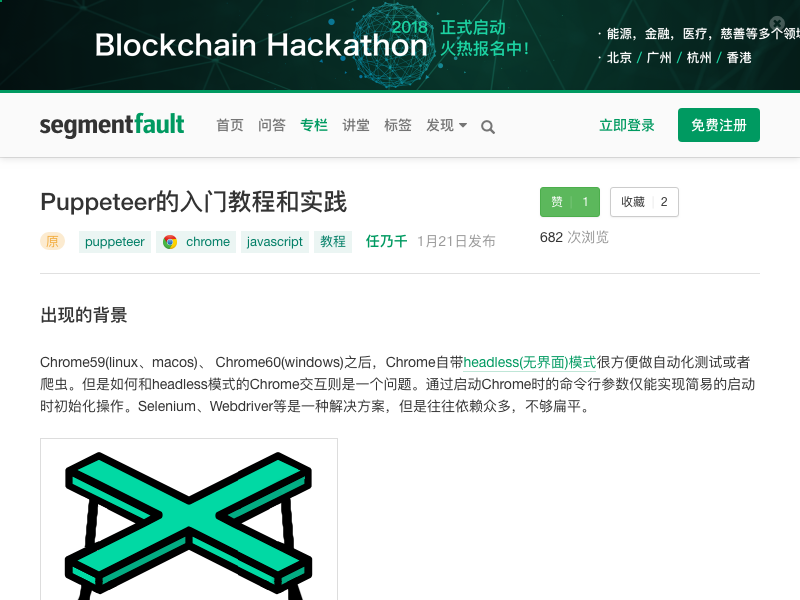 Blockchain Hackathon
2018 正式启动
火热报名中！
· 能源，金融，医疗，慈善等多个领域
· 北京 / 广州 / 杭州 / 香港
segmentfault 首页 问答 专栏 讲堂 标签 发现 立即登录 免费注册
Puppeteer的入门教程和实践
赞 1 收藏 2
原 puppeteer chrome javascript 教程 任乃千 1月21日发布
682 次浏览
出现的背景
Chrome59(linux、macos)、 Chrome60(windows)之后，Chrome自带headless(无界面)模式很方便做自动化测试或者
爬虫。但是如何和headless模式的Chrome交互则是一个问题。通过启动Chrome时的命令行参数仅能实现简易的启动
时初始化操作。Selenium、Webdriver等是一种解决方案，但是往往依赖众多，不够扁平。